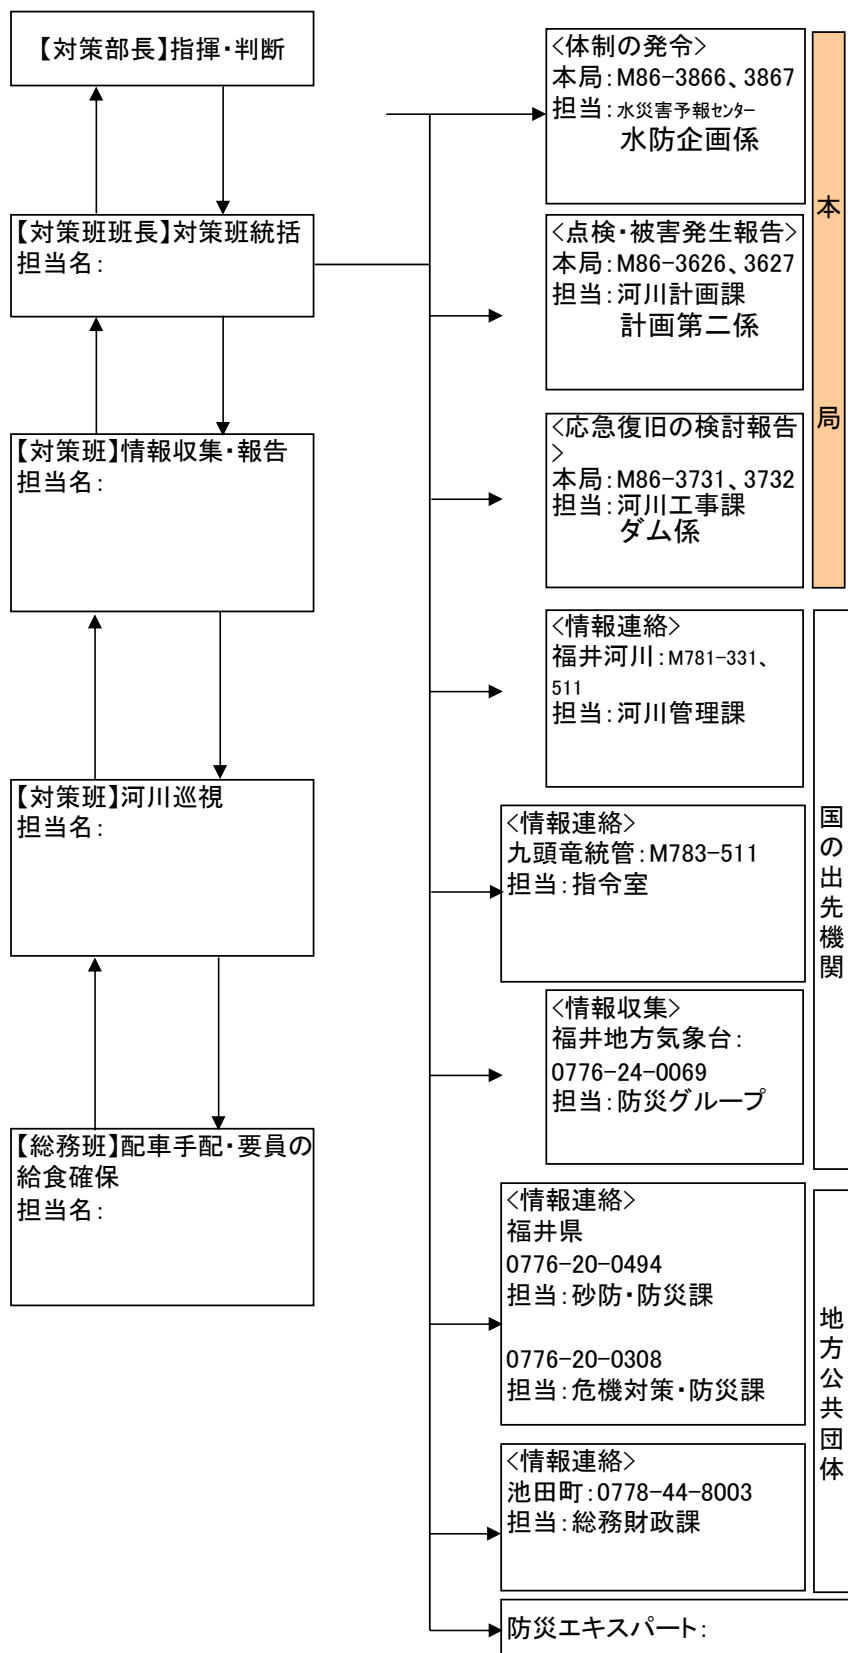 【対策部長】指揮・判断
【対策班班長】対策班統括
担当名：
【対策班】情報収集・報告
担当名：
【対策班】河川巡視
担当名：
【総務班】配車手配・要員の
給食確保
担当名：
<体制の発令>
本局：M86-3866、3867
担当：水災害予報ｾﾝﾀｰ
水防企画係
<点検・被害発生報告>
本局：M86-3626、3627
担当：河川計画課
計画第二係
<応急復旧の検討報告
>
本局：M86-3731、3732
担当：河川工事課
ダム係
本局
<情報連絡>
福井河川：M781-331、
511
担当：河川管理課
<情報連絡>
九頭竜統管：M783-511
担当：指令室
<情報収集>
福井地方気象台：
0776-24-0069
担当：防災グループ
国の出先機関
<情報連絡>
福井県
0776-20-0494
担当：砂防・防災課
0776-20-0308
担当：危機対策・防災課
<情報連絡>
池田町：0778-44-8003
担当：総務財政課
地方公共団体
防災エキスパート：